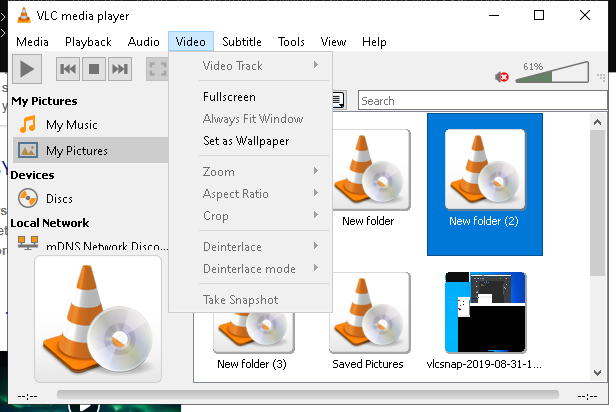 VLC media player
Media Playback Audio Video Subtitle Tools View Help
61%
Video Track
Fullscreen
Always Fit Window
Set as Wallpaper
Zoom
Aspect Ratio
Crop
Deinterlace
Deinterlace mode
Take Snapshot
My Pictures
My Music
My Pictures
Devices
Discs
Local Network
mDNS Network Disco...
Search
New folder
New folder (2)
New folder (3)
Saved Pictures
vlcsnap-2019-08-31-1...
--:--
--:--